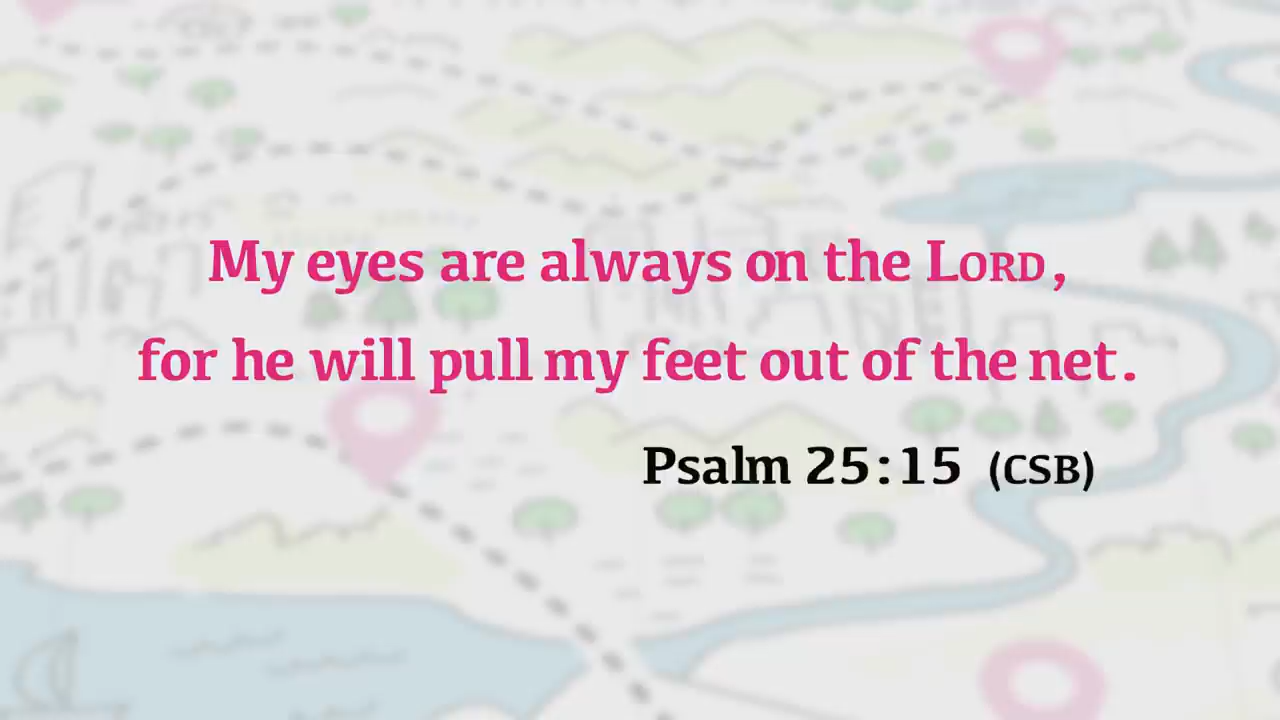 My eyes are always on the LORD,
for he will pull my feet out of the net.
Psalm 25:15 (CSB)